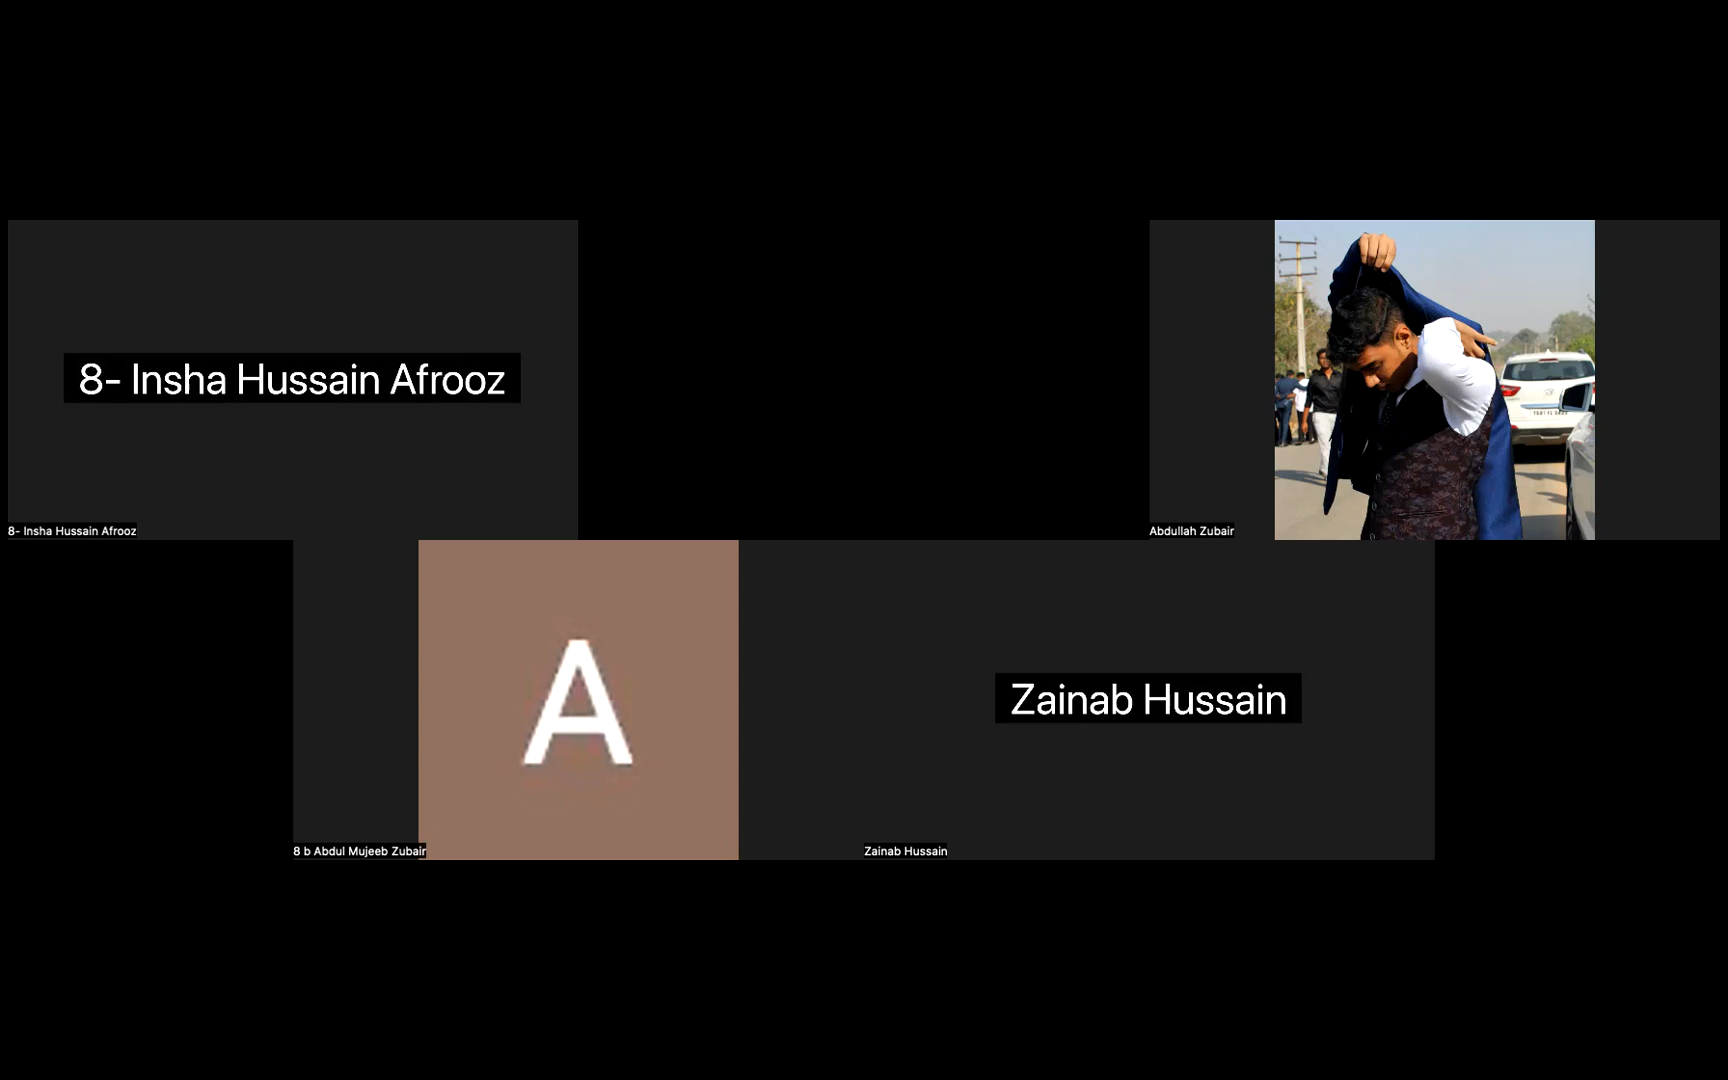 8- Insha Hussain Afrooz
8- Insha Hussain Afrooz
Abdullah Zubair
A
8 b Abdul Mujeeb Zubair
Zainab Hussain
Zainab Hussain